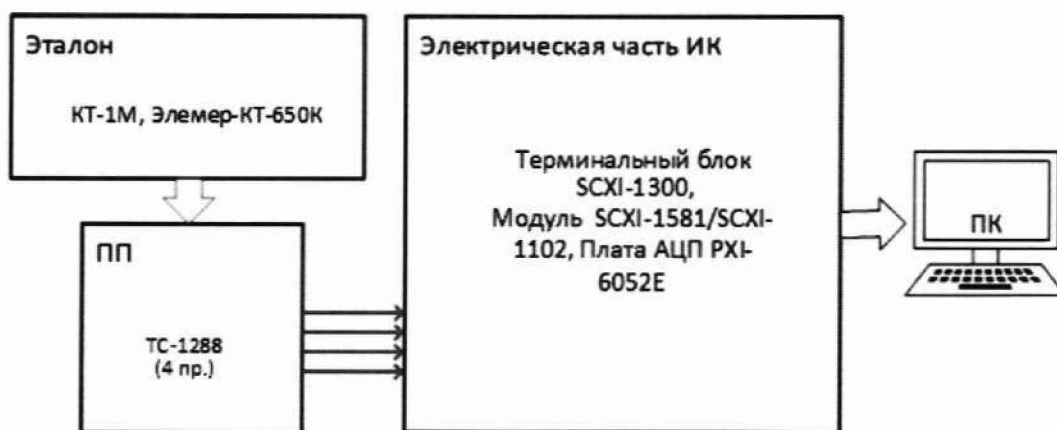 Эталон
КТ-1М, Элемер-КТ-650К
ПП
ТС-1288
(4 пр.)
Электрическая часть ИК
Терминальный блок
SCXI-1300,
Модуль SCXI-1581/SCXI-
1102, Плата АЦП PXI-
6052E
ПК